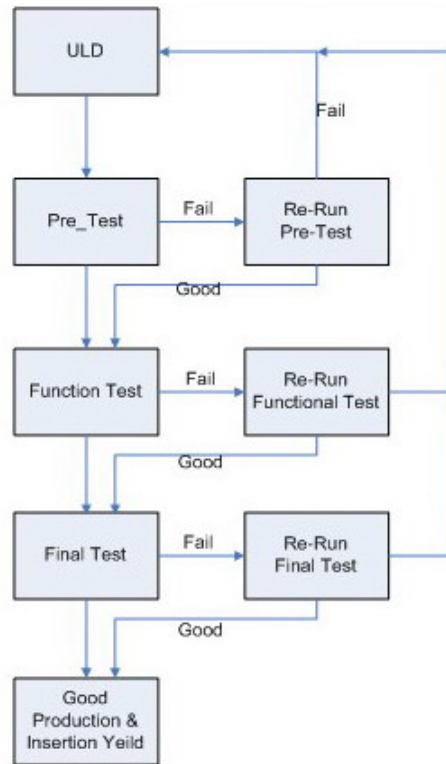 ULD
Fail
Pre_Test
Fail
Re-Run
Pre-Test
Good
Function Test
Fail
Re-Run
Functional Test
Good
Final Test
Fail
Re-Run
Final Test
Good
Good
Production &
Insertion Yeild